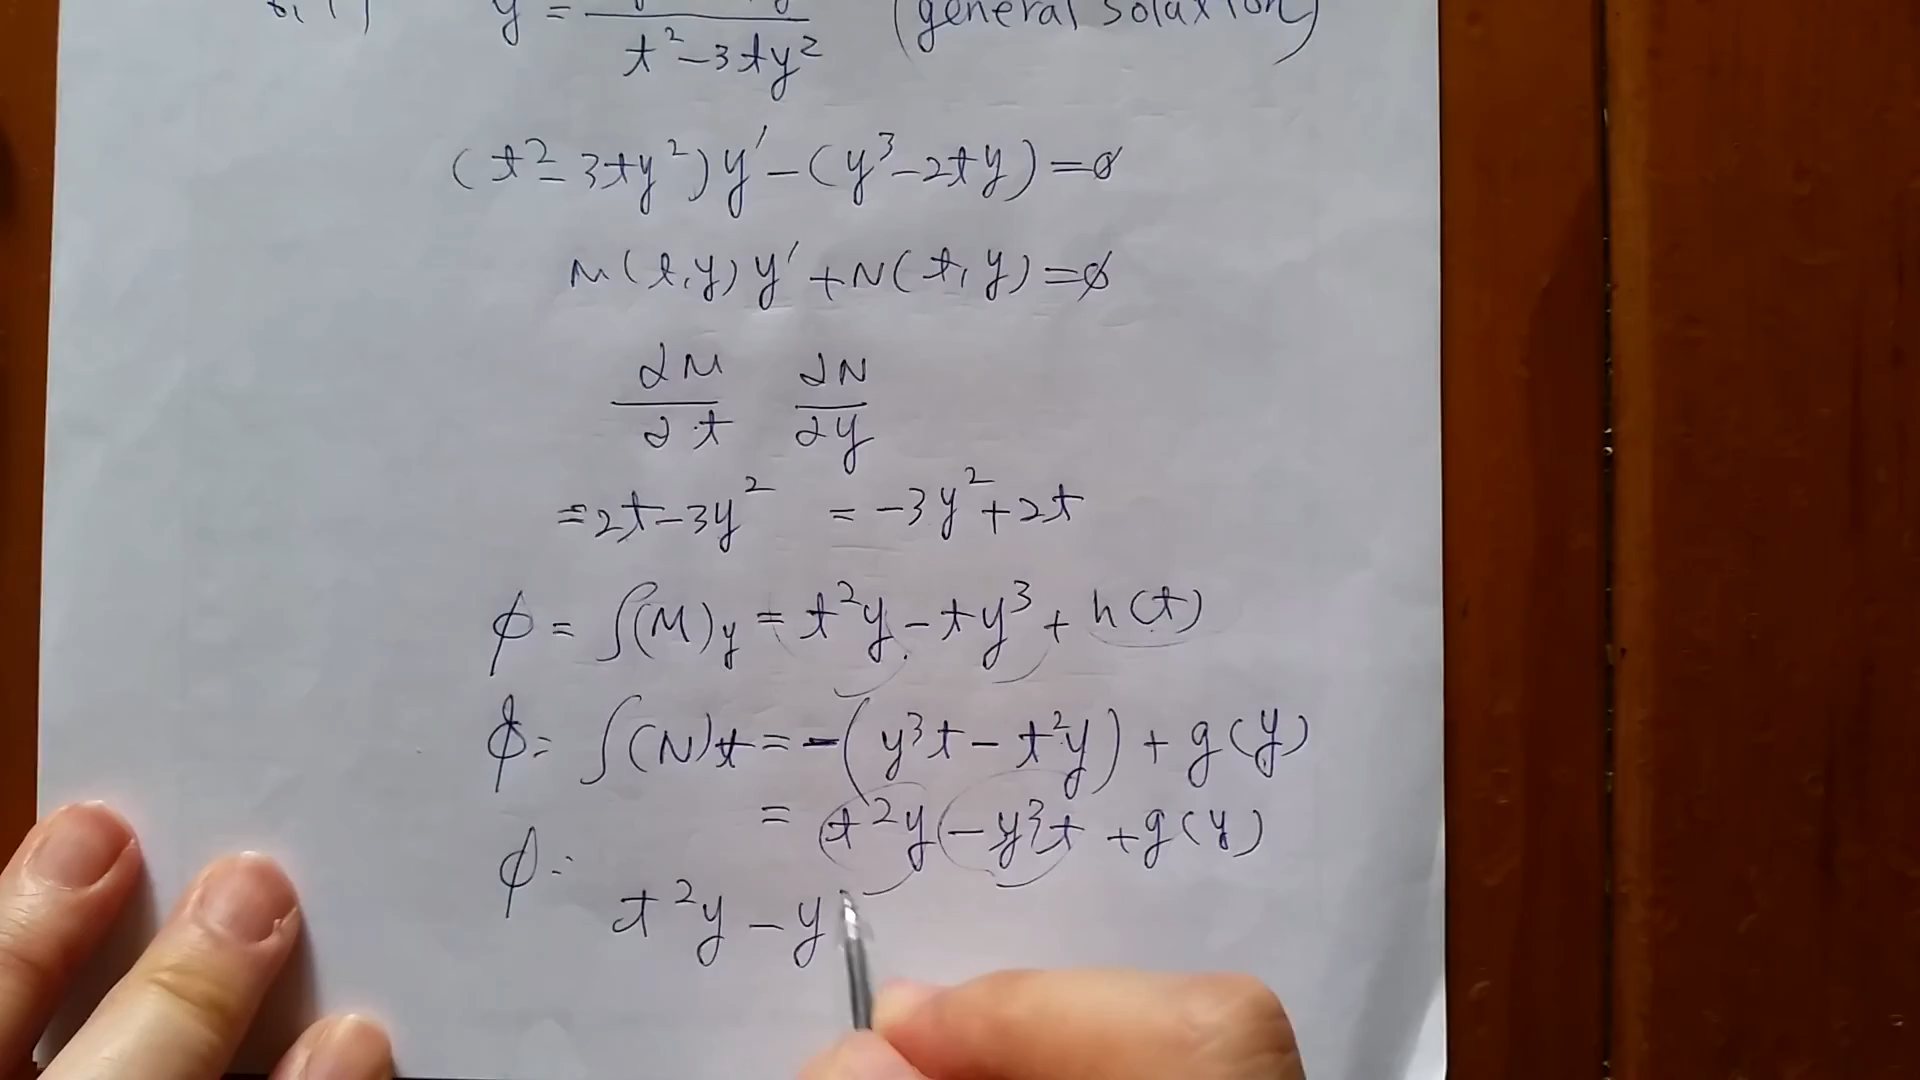 y = t²-3ty² (general solution)
(t²-3ty²)y′-(y³-2ty)=0
M(t,y)y′+N(t,y)=0
∂M/∂t ∂N/∂y
=2t-3y² = -3y²+2t
ϕ = ∫(M)y = t²y-ty³+h(t)
ϕ= ∫(N)t = -(y³t-t²y)+g(y)
= t²y-y³t+g(y)
ϕ=
t²y-y